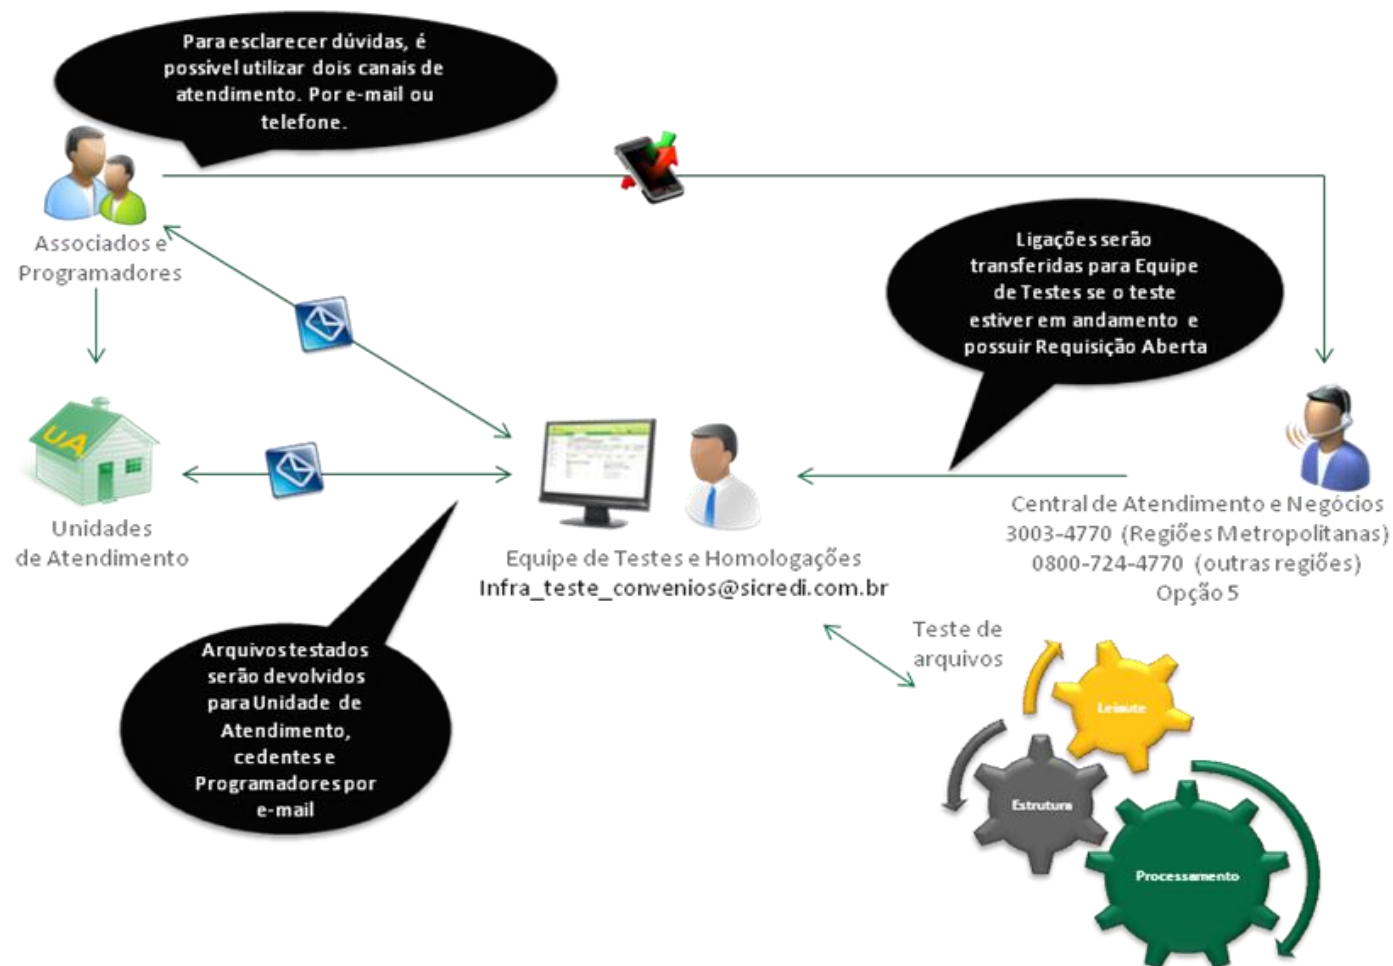 Para esclarecer dúvidas, é
possível utilizar dois canais de
atendimento. Por e-mail ou
telefone.
Associados e
Programadores
Ligações serão
transferidas para Equipe
de Testes se o teste
estiver em andamento e
possuir Requisição Aberta
UA
Unidades
de Atendimento
Equipe de Testes e Homologações
Infra_teste_convenios@sicredi.com.br
Central de Atendimento e Negócios
3003-4770 (Regiões Metropolitanas)
0800-724-4770 (outras regiões)
Opção 5
Arquivos testados
serão devolvidos
para Unidade de
Atendimento,
cedentes e
Programadores por
e-mail
Teste de
arquivos
Leiaute
Estrutura
Processamento